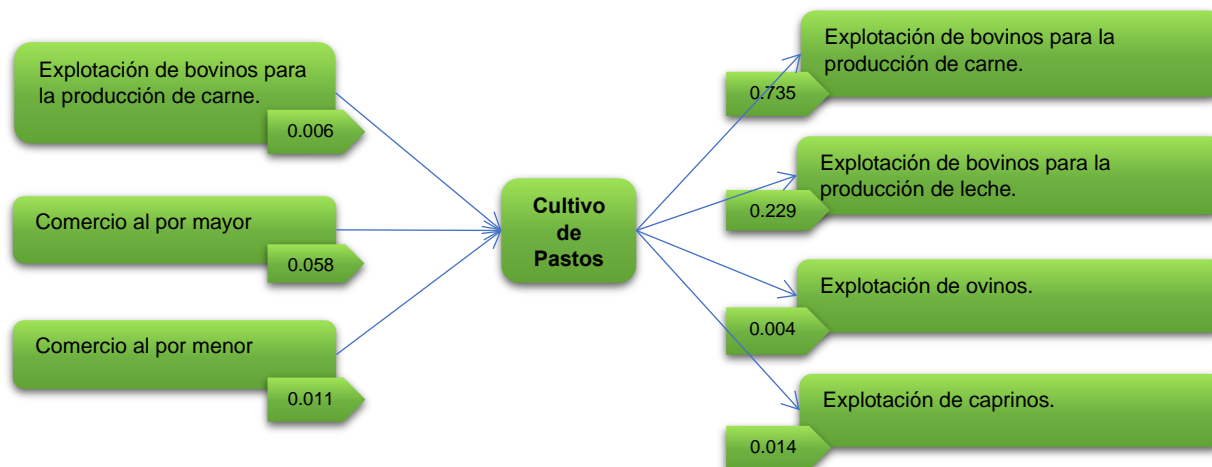 Explotación de bovinos para
la producción de carne.
0.006
Comercio al por mayor
0.058
Comercio al por menor
0.011
Cultivo
de
Pastos
Explotación de bovinos para la
producción de carne.
0.735
Explotación de bovinos para la
producción de leche.
0.229
Explotación de ovinos.
0.004
Explotación de caprinos.
0.014